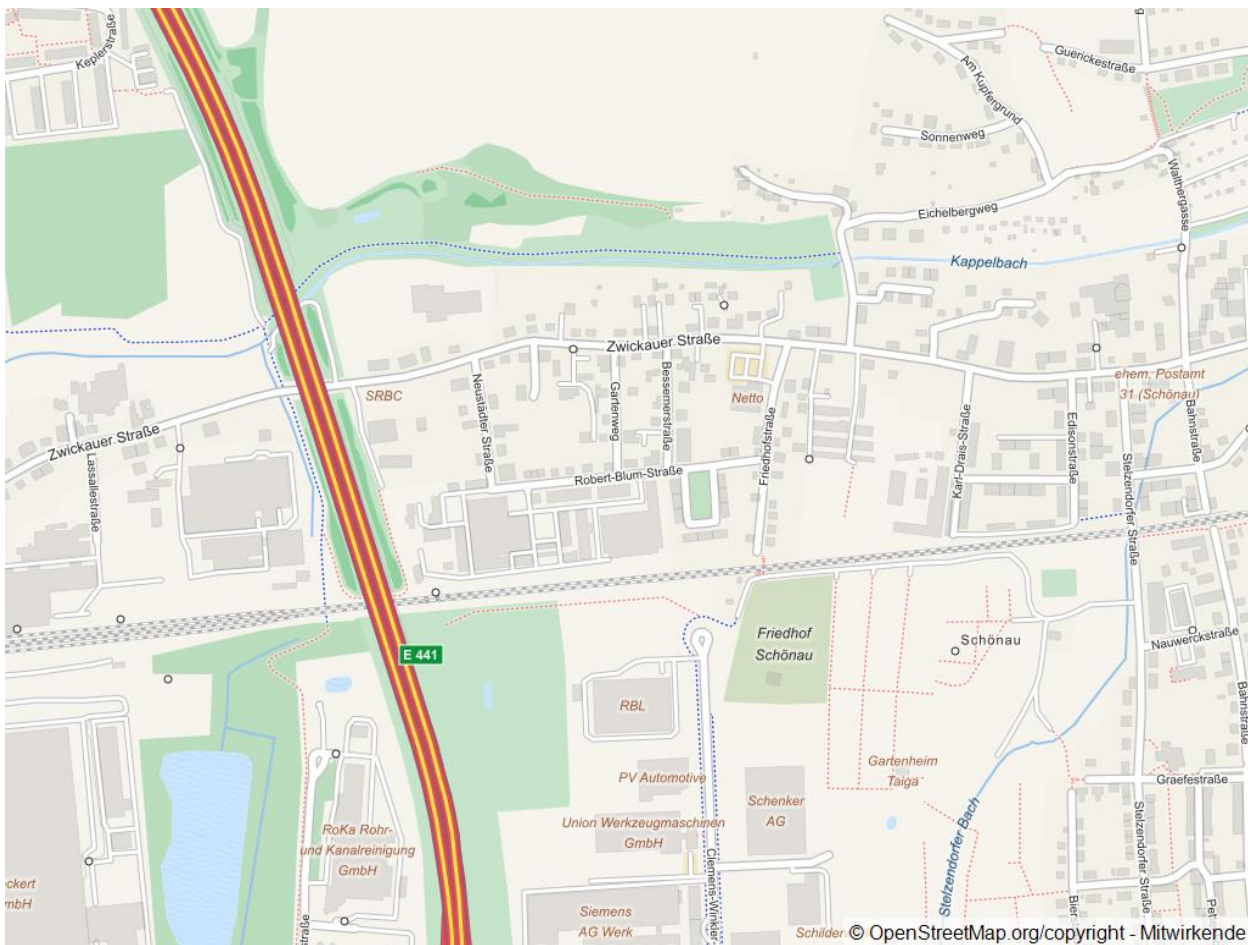 Keplerstraße
Guerickestraße
Am Kupfergrund
Sonnenweg
Walthergasse
Eichelbergweg
Kappelbach
Zwickauer Straße
ehem. Postamt
31 (Schönau)
Neustädter Straße
Gartenweg
Bessemerstraße
Netto
SRBC
Friedhofstraße
Karl-Drais-Straße
Edisonstraße
Bahnstraße
Zwickauer Straße
Lassallestraße
Robert-Blum-Straße
Stelzendorfer Straße
E 441
Friedhof
Schönau
Schönau
Nauwerckstraße
Bahnstraße
RBL
PV Automotive
Gartenheim
Taiga
Graefestraße
Schenker
AG
Union Werkzeugmaschinen
GmbH
RoKa Rohr-
und Kanalreinigung
GmbH
Stelzendorfer Bach
Clemens-Winkler-
Stelzendorfer Straße
Siemens
AG Werk
© OpenStreetMap.org/copyright - Mitwirkende